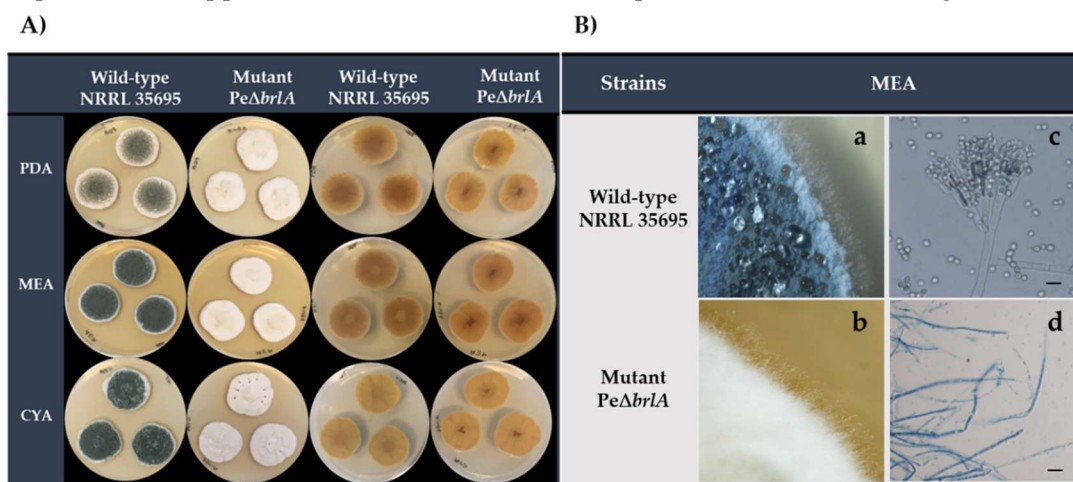 A)
B)
Wild-type
NRRL 35695
Mutant
PeΔbrlA
Wild-type
NRRL 35695
Mutant
PeΔbrlA
Strains
MEA
PDA
MEA
CYA
Wild-type
NRRL 35695
Mutant
PeΔbrlA
a
c
b
d